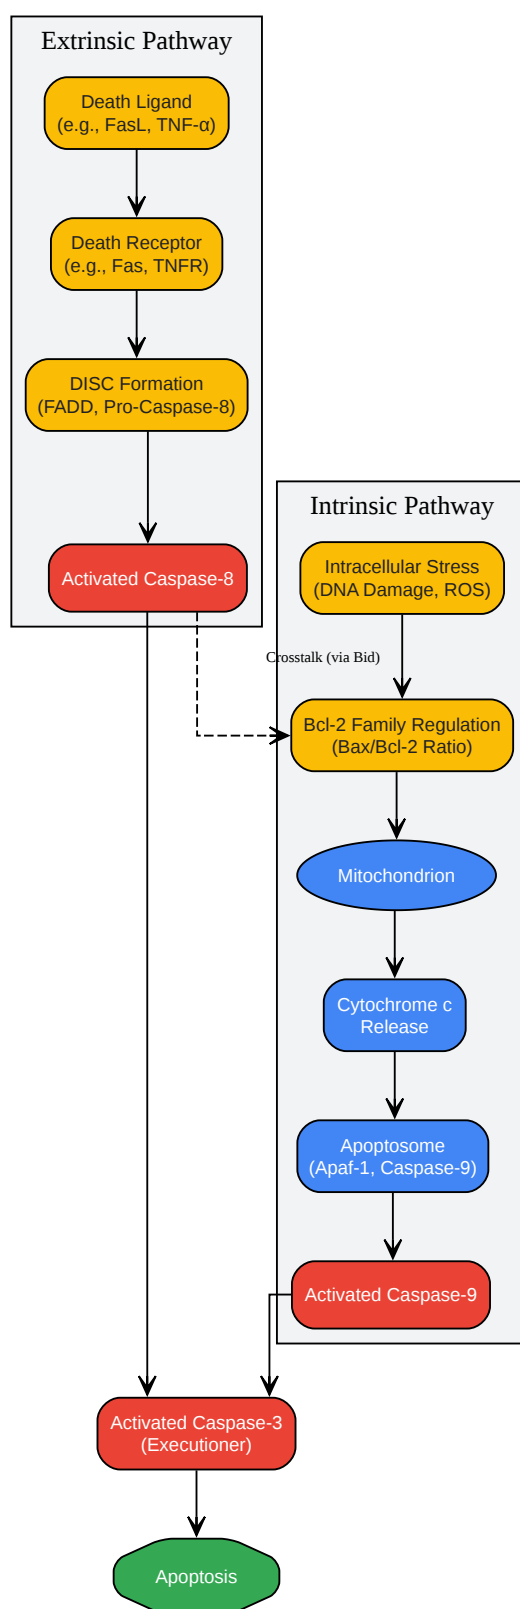 Extrinsic Pathway
Death Ligand
(e.g., FasL, TNF-α)
Death Receptor
(e.g., Fas, TNFR)
DISC Formation
(FADD, Pro-Caspase-8)
Activated Caspase-8
Intrinsic Pathway
Intracellular Stress
(DNA Damage, ROS)
Crosstalk (via Bid)
Bcl-2 Family Regulation
(Bax/Bcl-2 Ratio)
Mitochondrion
Cytochrome c
Release
Apoptosome
(Apaf-1, Caspase-9)
Activated Caspase-9
Activated Caspase-3
(Executioner)
Apoptosis